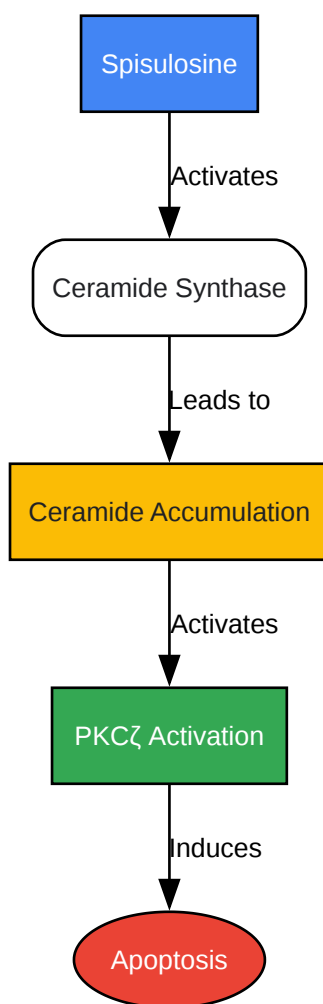 Spisulosine
Activates
Ceramide Synthase
Leads to
Ceramide Accumulation
Activates
PKCζ Activation
Induces
Apoptosis